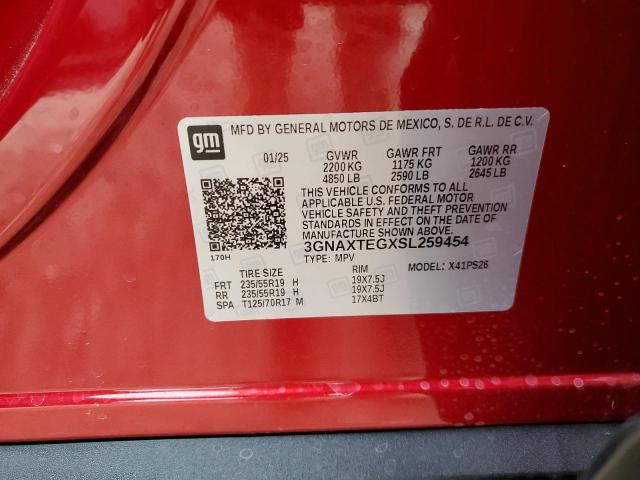 gm MFD BY GENERAL MOTORS DE MEXICO, S. DE R.L. DE C.V.
01/25 GVWR GAWR FRT GAWR RR
2200 KG 1175 KG 1200 KG
4850 LB 2590 LB 2645 LB
THIS VEHICLE CONFORMS TO ALL
APPLICABLE U.S. FEDERAL MOTOR
VEHICLE SAFETY AND THEFT PREVENTION
STANDARDS IN EFFECT ON THE DATE OF
MANUFACTURE SHOWN ABOVE.
3GNAXTEGXSL259454
170H TYPE: MPV MODEL: X41PS26
TIRE SIZE RIM
FRT 235/55R19 H 19X7.5J
RR 235/55R19 H 19X7.5J
SPA T125/70R17 M 17X4BT